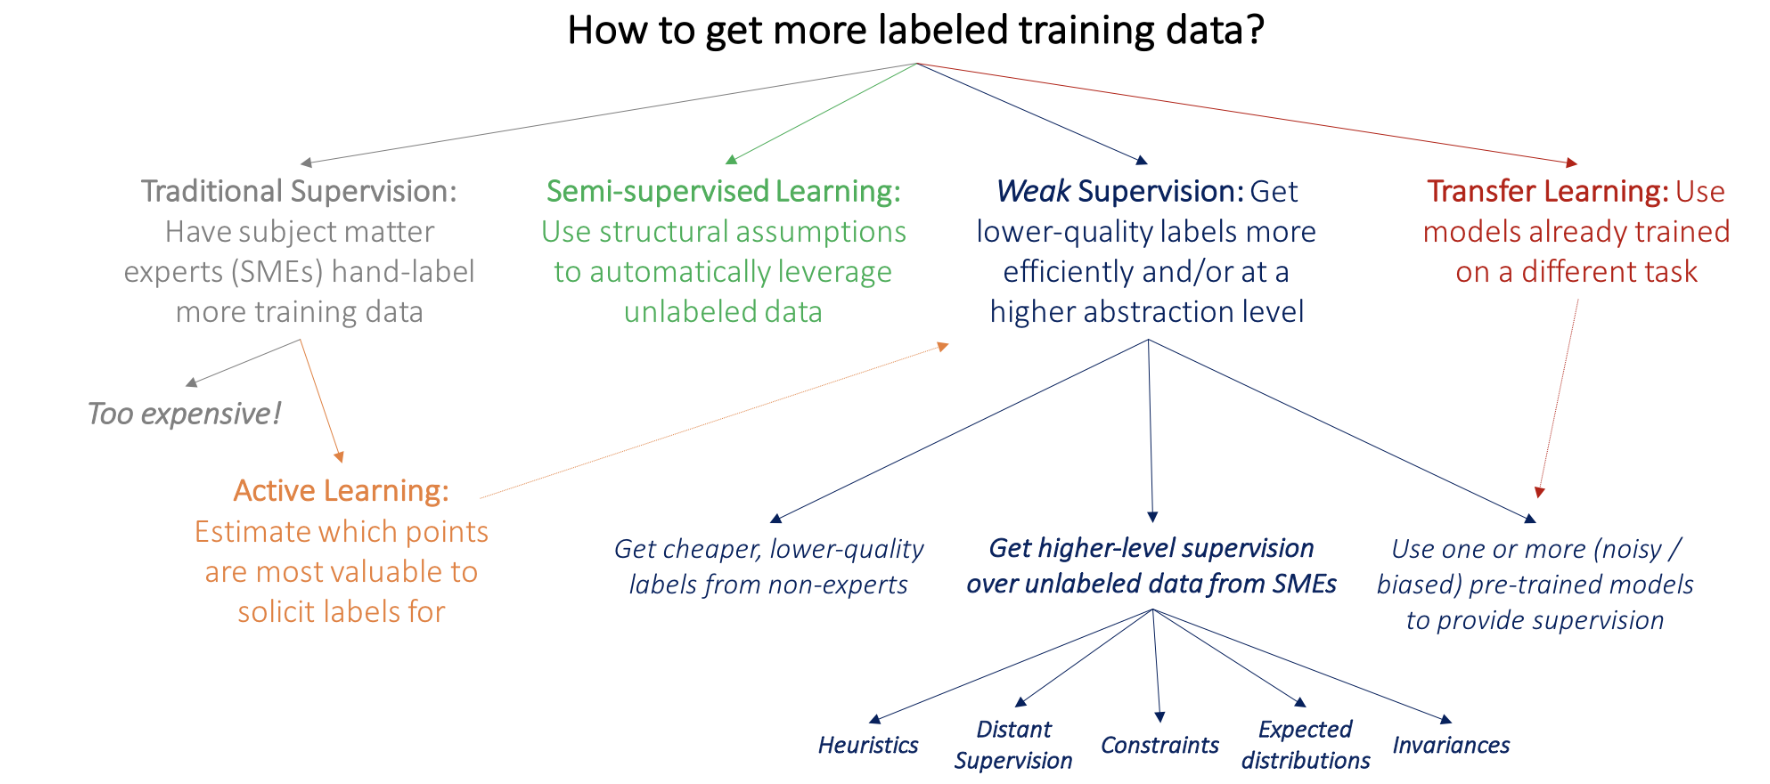 How to get more labeled training data?
Traditional Supervision:
Have subject matter
experts (SMEs) hand-label
more training data
Semi-supervised Learning:
Use structural assumptions
to automatically leverage
unlabeled data
Weak Supervision: Get
lower-quality labels more
efficiently and/or at a
higher abstraction level
Transfer Learning: Use
models already trained
on a different task
Too expensive!
Active Learning:
Estimate which points
are most valuable to
solicit labels for
Get cheaper, lower-quality
labels from non-experts
Get higher-level supervision
over unlabeled data from SMEs
Use one or more (noisy /
biased) pre-trained models
to provide supervision
Heuristics
Distant
Supervision
Constraints
Expected
distributions
Invariances